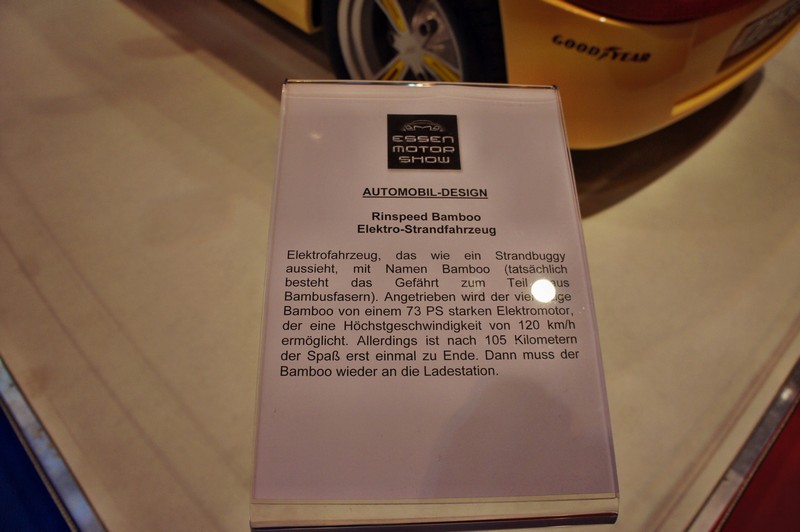 GOODYEAR
ESSEN
MOTOR
SHOW
AUTOMOBIL-DESIGN
Rinspeed Bamboo
Elektro-Strandfahrzeug
Elektrofahrzeug, das wie ein Strandbuggy
aussieht, mit Namen Bamboo (tatsächlich
besteht das Gefährt zum Teil aus
Bambusfasern). Angetrieben wird der
Bamboo von einem 73 PS starken Elektromotor,
der eine Höchstgeschwindigkeit von 120 km/h
ermöglicht. Allerdings ist nach 105 Kilometern
der Spaß erst einmal zu Ende. Dann muss der
Bamboo wieder an die Ladestation.